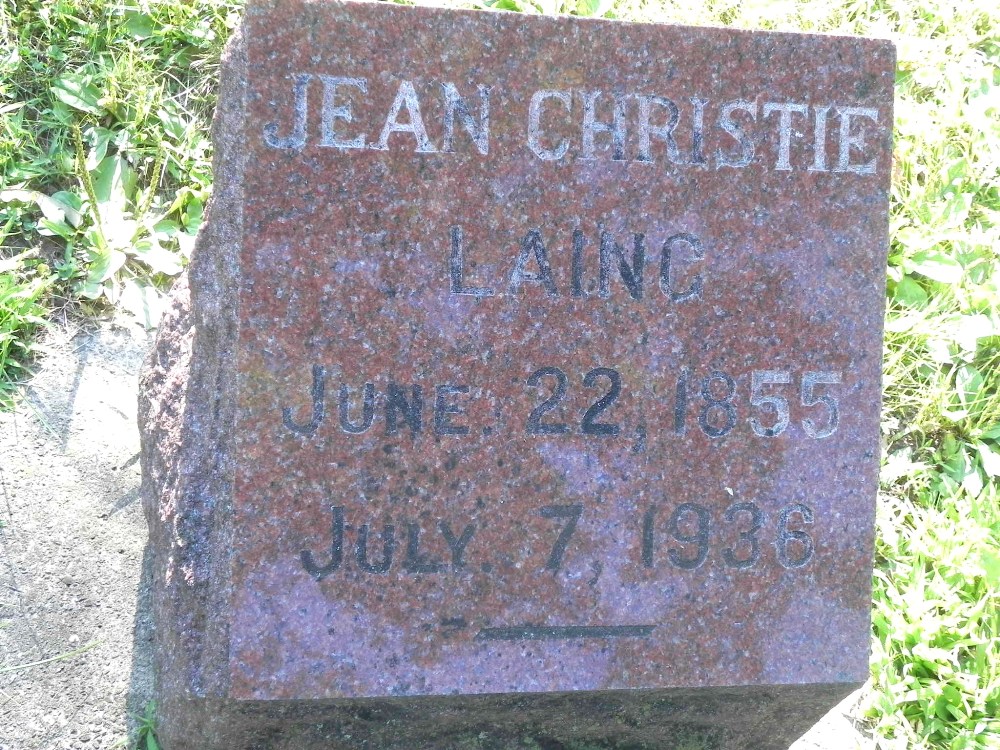 JEAN CHRISTIE
LAING
JUNE. 22, 1855
JULY. 7, 1936